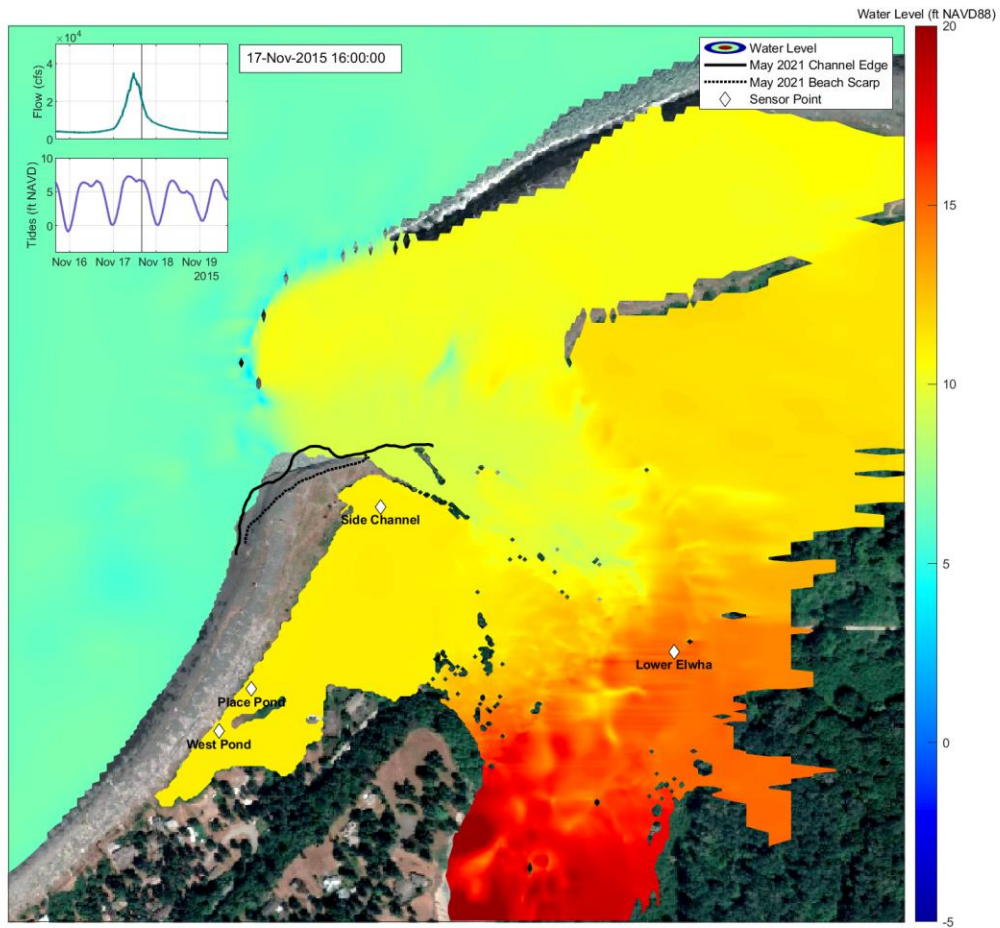 Water Level (ft NAVD88)
×10⁴
4
2
0
Flow (cfs)
17-Nov-2015 16:00:00
Water Level
May 2021 Channel Edge
May 2021 Beach Scarp
Sensor Point
10
5
0
Tides (ft NAVD)
Nov 16 Nov 17 Nov 18 Nov 19
2015
20
15
10
5
0
-5
Side Channel
Lower Elwha
Place Pond
West Pond